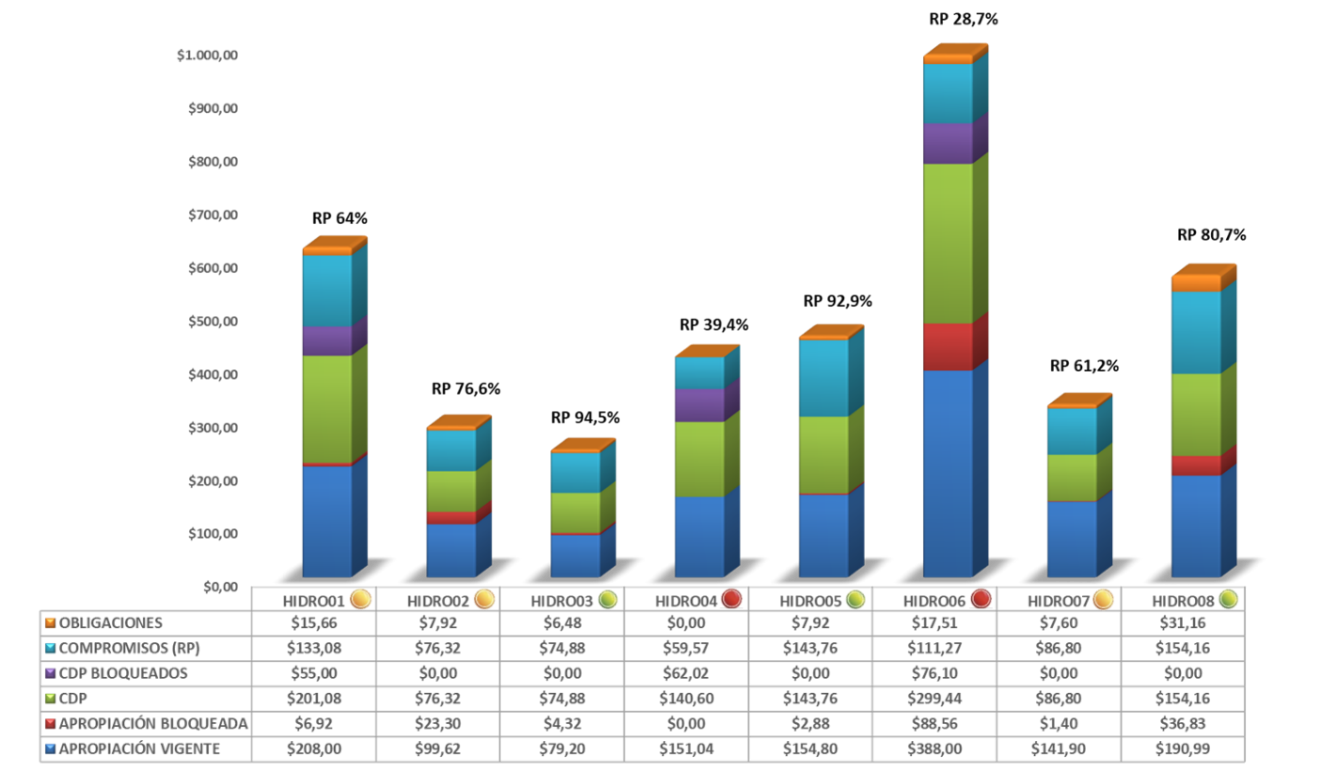 RP 28,7%
$1.000,00
$900,00
$800,00
$700,00
$600,00
$500,00
$400,00
$300,00
$200,00
$100,00
$0,00
RP 64%
RP 76,6%
RP 94,5%
RP 39,4%
RP 92,9%
RP 61,2%
RP 80,7%
HIDRO01 HIDRO02 HIDRO03 HIDRO04 HIDRO05 HIDRO06 HIDRO07 HIDRO08
OBLIGACIONES $15,66 $7,92 $6,48 $0,00 $7,92 $17,51 $7,60 $31,16
COMPROMISOS (RP) $133,08 $76,32 $74,88 $59,57 $143,76 $111,27 $86,80 $154,16
CDP BLOQUEADOS $55,00 $0,00 $0,00 $62,02 $0,00 $76,10 $0,00 $0,00
CDP $201,08 $76,32 $74,88 $140,60 $143,76 $299,44 $86,80 $154,16
APROPIACIÓN BLOQUEADA $6,92 $23,30 $4,32 $0,00 $2,88 $88,56 $1,40 $36,83
APROPIACIÓN VIGENTE $208,00 $99,62 $79,20 $151,04 $154,80 $388,00 $141,90 $190,99